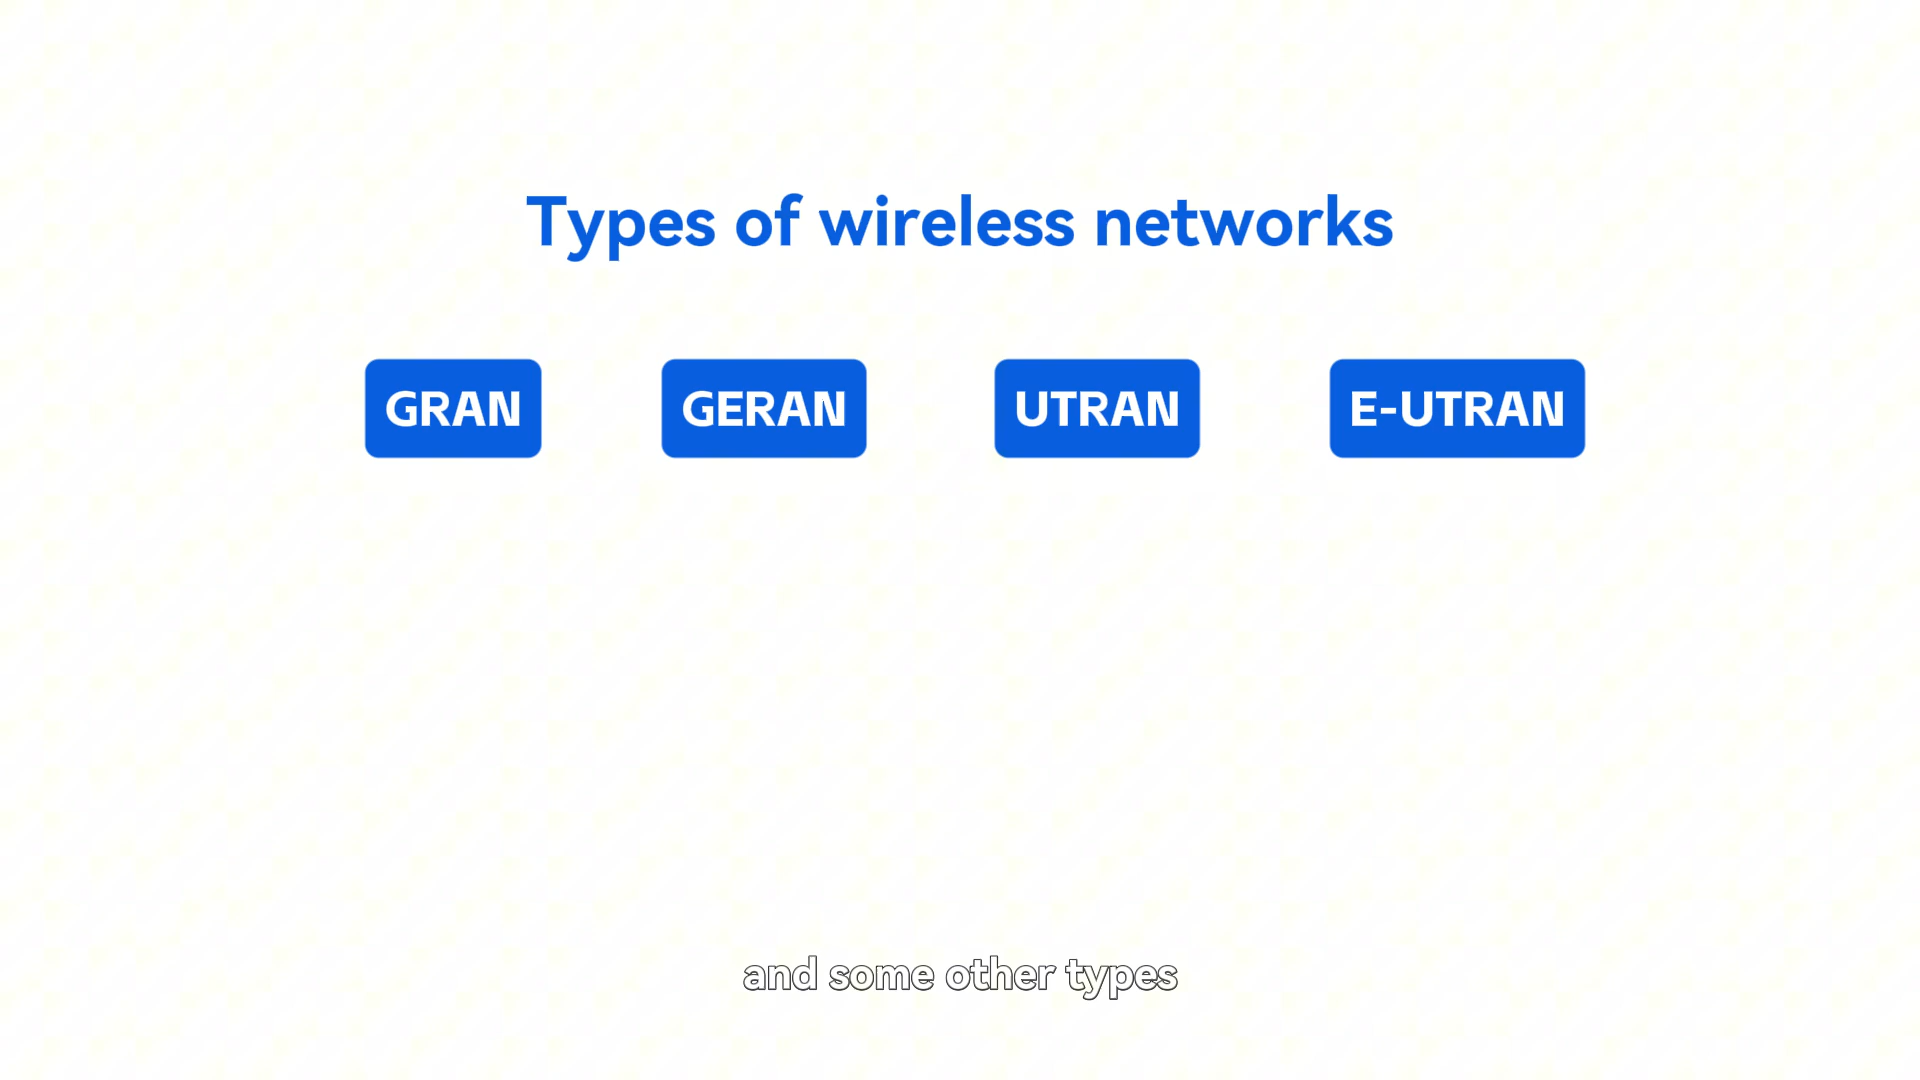 Types of wireless networks
GRAN GERAN UTRAN E-UTRAN
and some other types